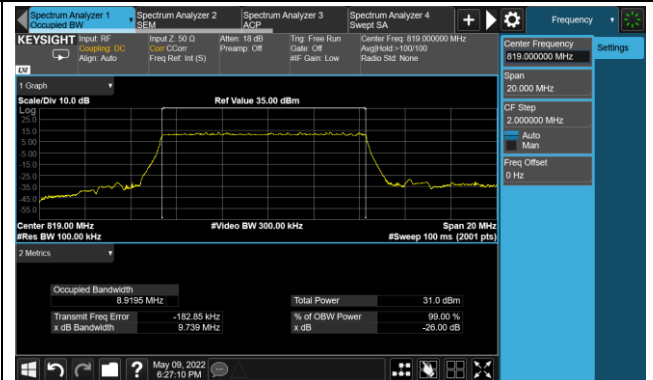 Spectrum Analyzer 1
Occupied BW
Spectrum Analyzer 2
SEM
Spectrum Analyzer 3
ACP
Spectrum Analyzer 4
Swept SA
Frequency
KEYSIGHT
Input: RF
Coupling: DC
Align: Auto
Input Z: 50 Ω
Corr CCorr
Freq Ref: Int (S)
Atten: 18 dB
Preamp: Off
Trig: Free Run
Gate: Off
#IF Gain: Low
Center Freq: 819.000000 MHz
Avg|Hold:>100/100
Radio Std: None
LXI
Center Frequency
819.000000 MHz
Settings
Span
20.000 MHz
CF Step
2.000000 MHz
Auto
Man
Freq Offset
0 Hz
1 Graph
Scale/Div 10.0 dB
Ref Value 35.00 dBm
Log
25.0
15.0
5.00
-5.00
-15.0
-25.0
-35.0
-45.0
-55.0
Center 819.00 MHz
#Video BW 300.00 kHz
Span 20 MHz
#Res BW 100.00 kHz
#Sweep 100 ms (2001 pts)
2 Metrics
Occupied Bandwidth
8.9195 MHz
Total Power
31.0 dBm
Transmit Freq Error
-182.85 kHz
% of OBW Power
99.00 %
x dB Bandwidth
9.739 MHz
x dB
-26.00 dB
May 09, 2022
6:27:10 PM